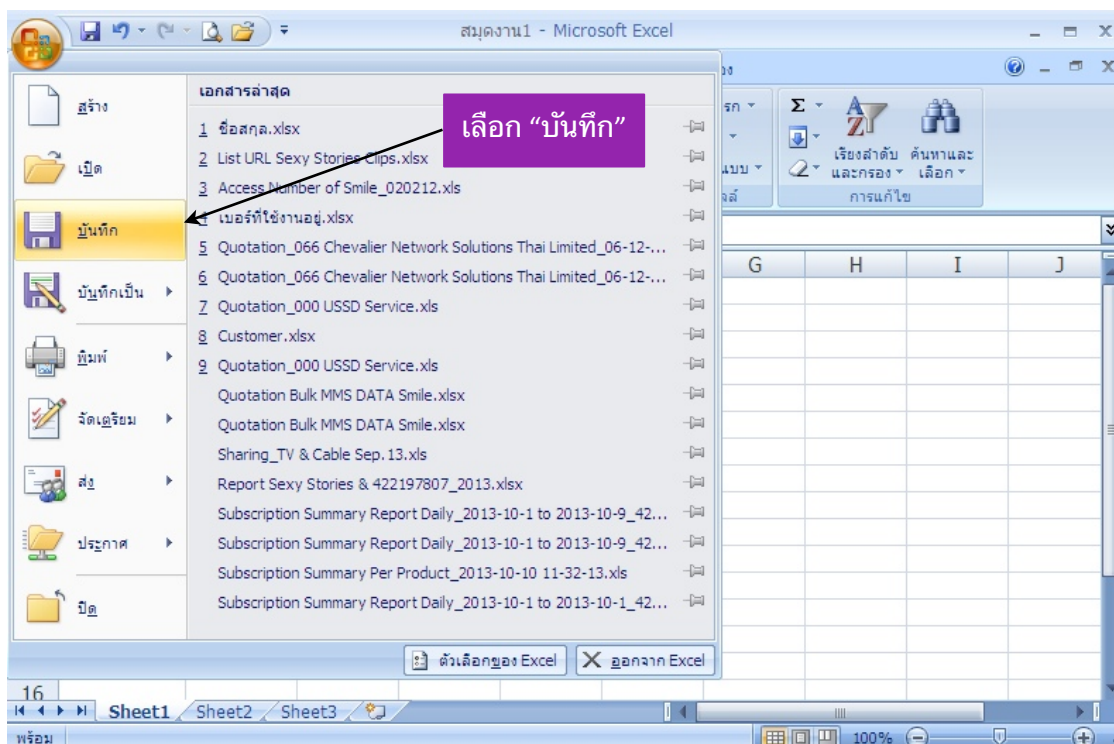 สมุดงาน1 - Microsoft Excel
สร้าง
เปิด
บันทึก
บันทึกเป็น
พิมพ์
จัดเตรียม
ส่ง
ประกาศ
ปิด
เอกสารล่าสุด
1 ชื่อสกุล.xlsx
2 List URL Sexy Stories Clips.xlsx
3 Access Number of Smile_020212.xls
4 เบอร์ที่ใช้งานอยู่.xlsx
5 Quotation_066 Chevalier Network Solutions Thai Limited_06-12-...
6 Quotation_066 Chevalier Network Solutions Thai Limited_06-12-...
7 Quotation_000 USSD Service.xls
8 Customer.xlsx
9 Quotation_000 USSD Service.xls
Quotation Bulk MMS DATA Smile.xlsx
Quotation Bulk MMS DATA Smile.xlsx
Sharing_TV & Cable Sep.13.xls
Report Sexy Stories & 422197807_2013.xlsx
Subscription Summary Report Daily_2013-10-1 to 2013-10-9_42...
Subscription Summary Report Daily_2013-10-1 to 2013-10-9_42...
Subscription Summary Per Product_2013-10-10 11-32-13.xls
Subscription Summary Report Daily_2013-10-1 to 2013-10-1_42...
เลือก “บันทึก”
ตัวเลือกของ Excel
ออกจาก Excel
Σ
เรียงลำดับ
และกรอง
ค้นหาและ
เลือก
การแก้ไข
G H I J
16
Sheet1 Sheet2 Sheet3
พร้อม
100%